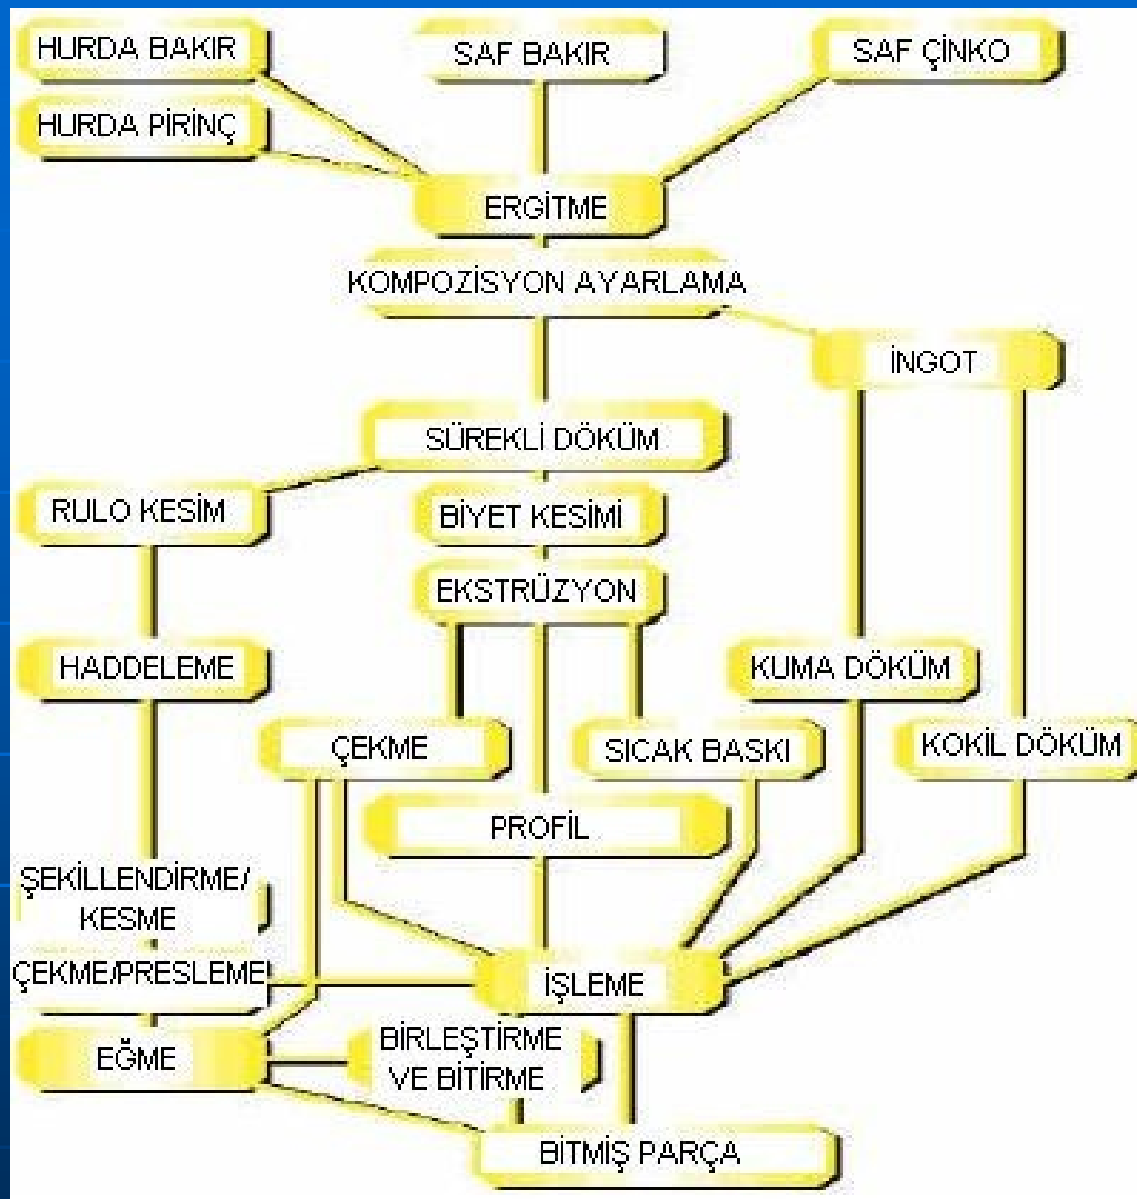 HURDA BAKIR
SAF BAKIR
SAF ÇİNKO
HURDA PİRİNÇ
ERGİTME
KOMPOZİSYON AYARLAMA
İNGOT
SÜREKLİ DÖKÜM
RULO KESİM
BİYET KESİMİ
EKSTRÜZYON
HADDELEME
KUMA DÖKÜM
ÇEKME
SICAK BASKI
KOKİL DÖKÜM
PROFİL
ŞEKİLLENDİRME/
KESME
ÇEKME/PRESLEME
İŞLEME
EĞME
BİRLEŞTİRME
VE BİTİRME
BİTMİŞ PARÇA